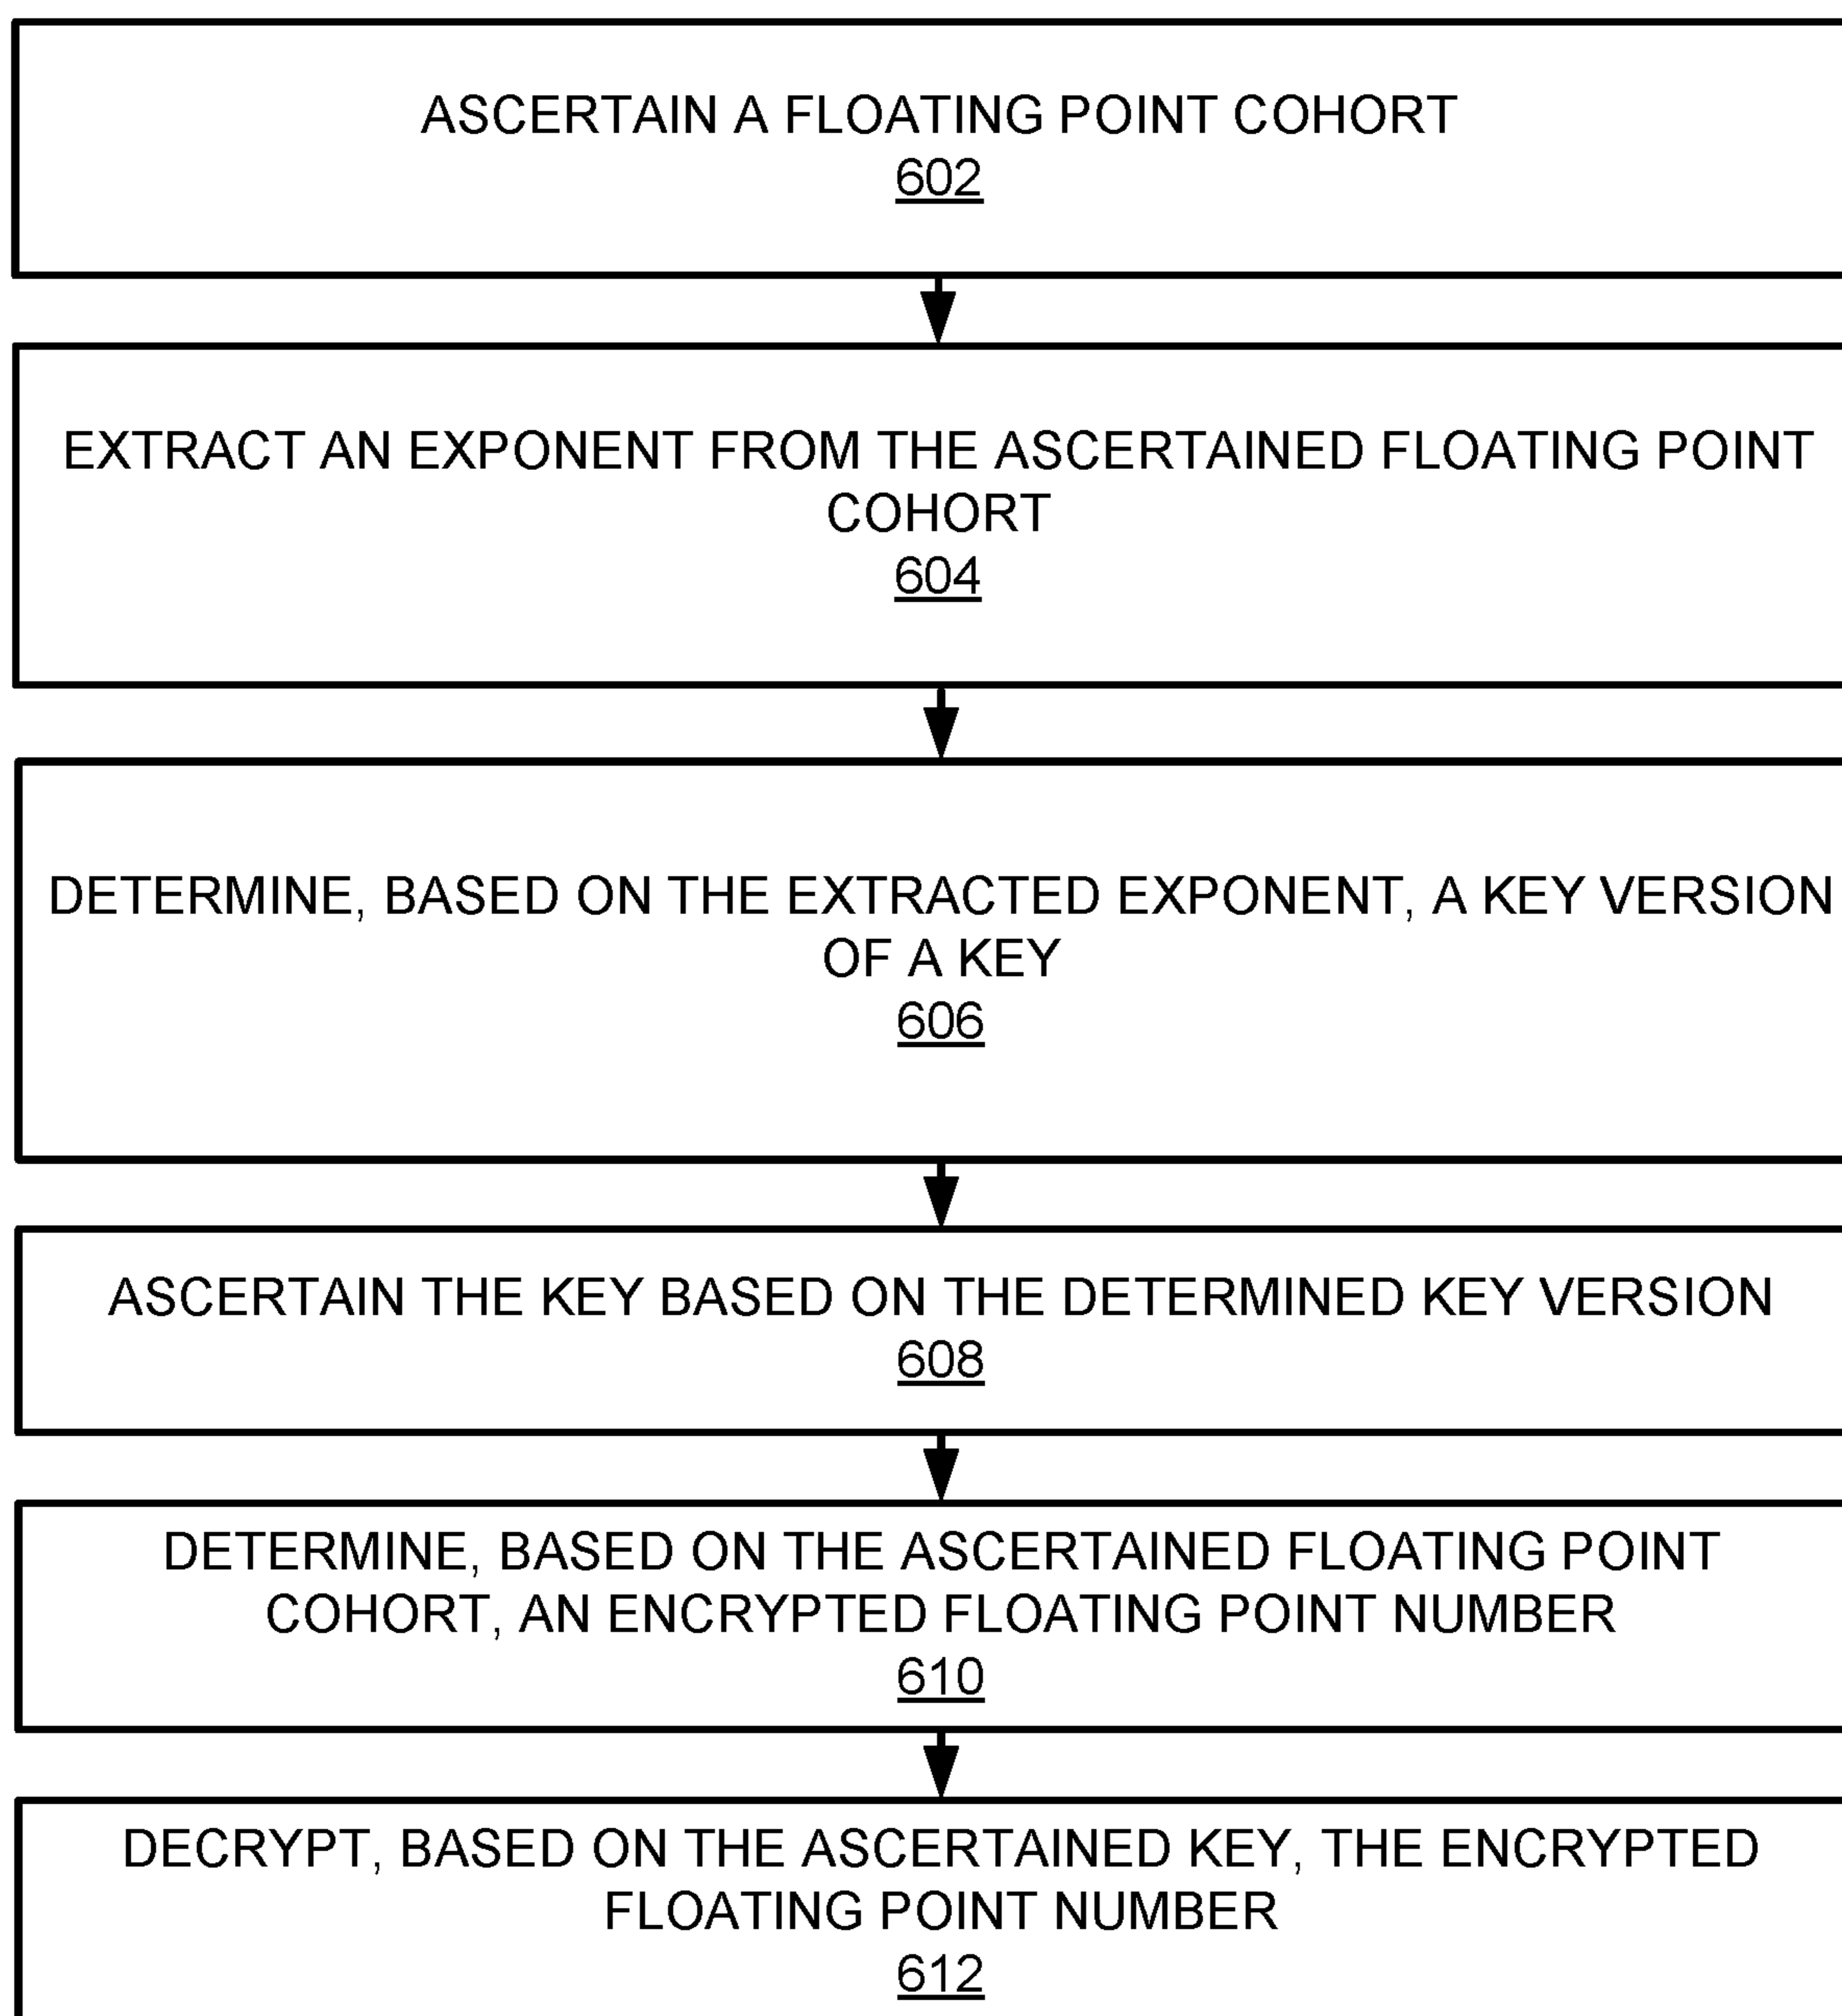 ASCERTAIN A FLOATING POINT COHORT
602
EXTRACT AN EXPONENT FROM THE ASCERTAINED FLOATING POINT
COHORT
604
DETERMINE, BASED ON THE EXTRACTED EXPONENT, A KEY VERSION
OF A KEY
606
ASCERTAIN THE KEY BASED ON THE DETERMINED KEY VERSION
608
DETERMINE, BASED ON THE ASCERTAINED FLOATING POINT
COHORT, AN ENCRYPTED FLOATING POINT NUMBER
610
DECRYPT, BASED ON THE ASCERTAINED KEY, THE ENCRYPTED
FLOATING POINT NUMBER
612